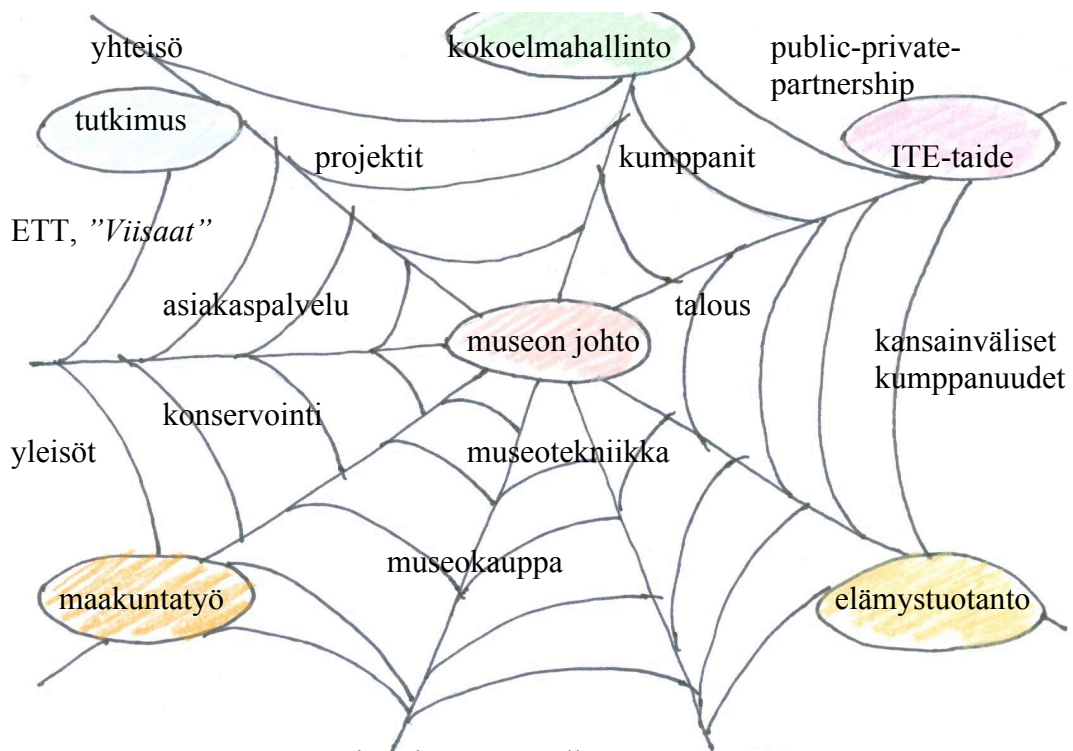 yhteisö
kokoelmahallinto
public-private-
partnership
tutkimus
projektit
kumppanit
ITE-taide
ETT, ”Viisaat”
asiakaspalvelu
talous
museon johto
kansainväliset
kumppanuudet
konservointi
yleisöt
museotekniikka
museokauppa
maakuntatyö
elämystuotanto